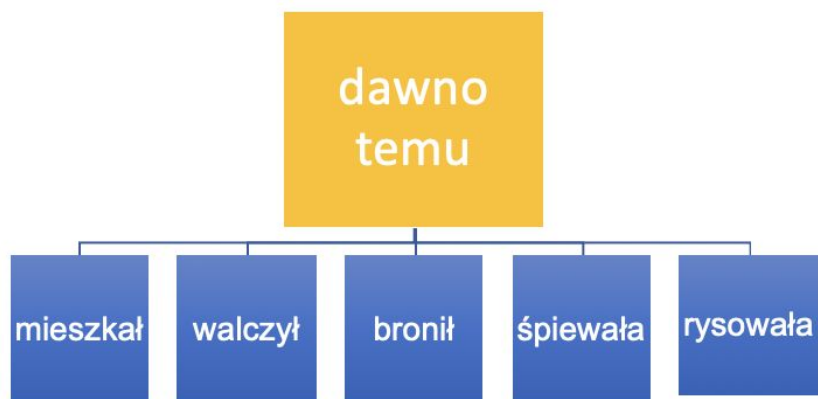 dawno
temu
mieszkał
walczył
bronił
śpiewała
rysowała